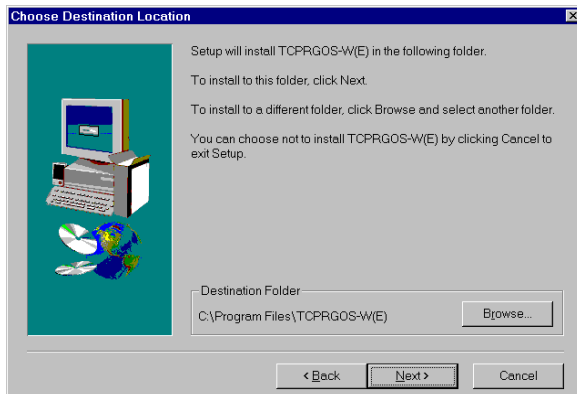 Choose Destination Location
Setup will install TCPRGOS-W(E) in the following folder.
To install to this folder, click Next.
To install to a different folder, click Browse and select another folder.
You can choose not to install TCPRGOS-W(E) by clicking Cancel to
exit Setup.
Destination Folder
C:\Program Files\TCPRGOS-W(E)
Browse...
< Back
Next >
Cancel